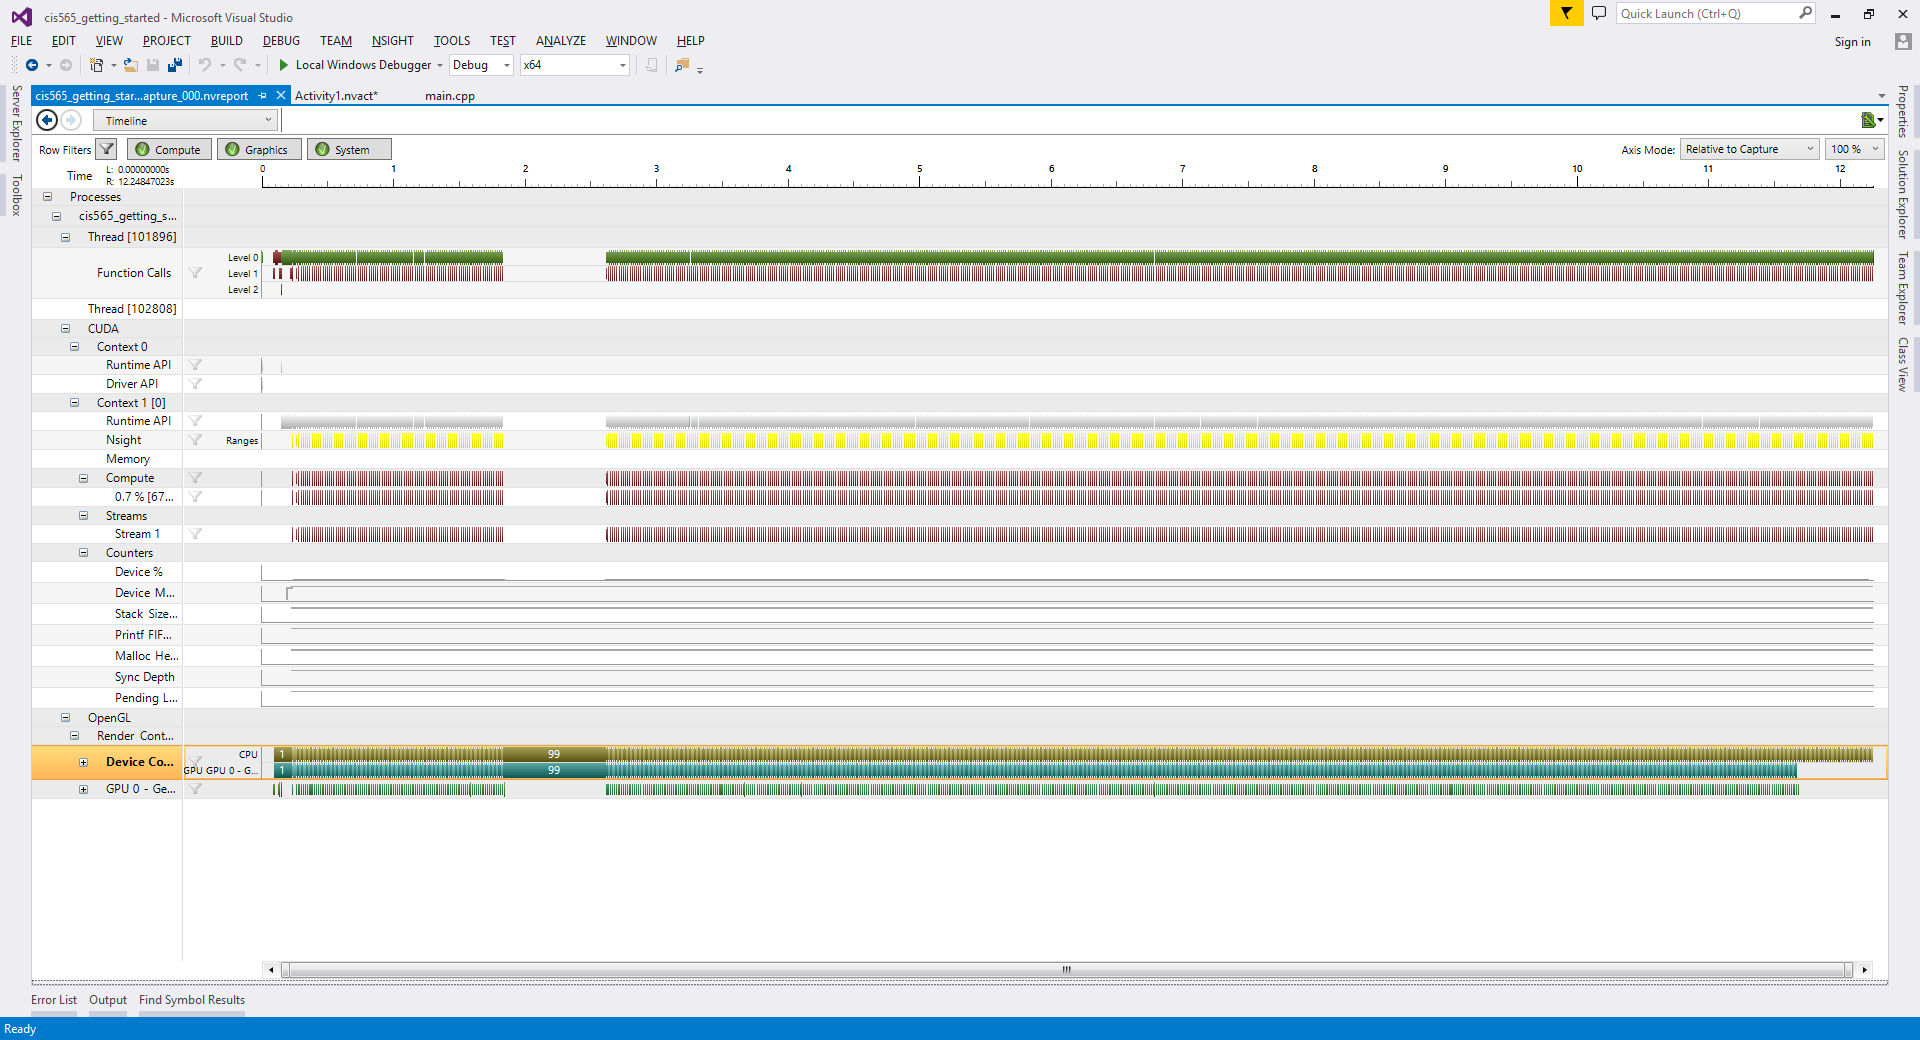 cis565_getting_started - Microsoft Visual Studio
Quick Launch (Ctrl+Q)
FILE EDIT VIEW PROJECT BUILD DEBUG TEAM NSIGHT TOOLS TEST ANALYZE WINDOW HELP
Sign in
Local Windows Debugger Debug x64
Server Explorer
Toolbox
cis565_getting_star...apture_000.nvreport Activity1.nvact* main.cpp
Timeline
Row Filters Compute Graphics System
Axis Mode: Relative to Capture 100 %
Time L: 0.00000000s
R: 12.24847023s
0 1 2 3 4 5 6 7 8 9 10 11 12
Processes
cis565_getting_s...
Thread [101896]
Function Calls
Level 0
Level 1
Level 2
Thread [102808]
CUDA
Context 0
Runtime API
Driver API
Context 1 [0]
Runtime API
Nsight Ranges
Memory
Compute
0.7 % [67...
Streams
Stream 1
Counters
Device %
Device M...
Stack Size...
Printf FIF...
Malloc He...
Sync Depth
Pending L...
OpenGL
Render Cont...
Device Co...
CPU 1 99
GPU GPU 0 - G... 1 99
GPU 0 - Ge...
Properties
Solution Explorer
Team Explorer
Class View
Error List Output Find Symbol Results
Ready